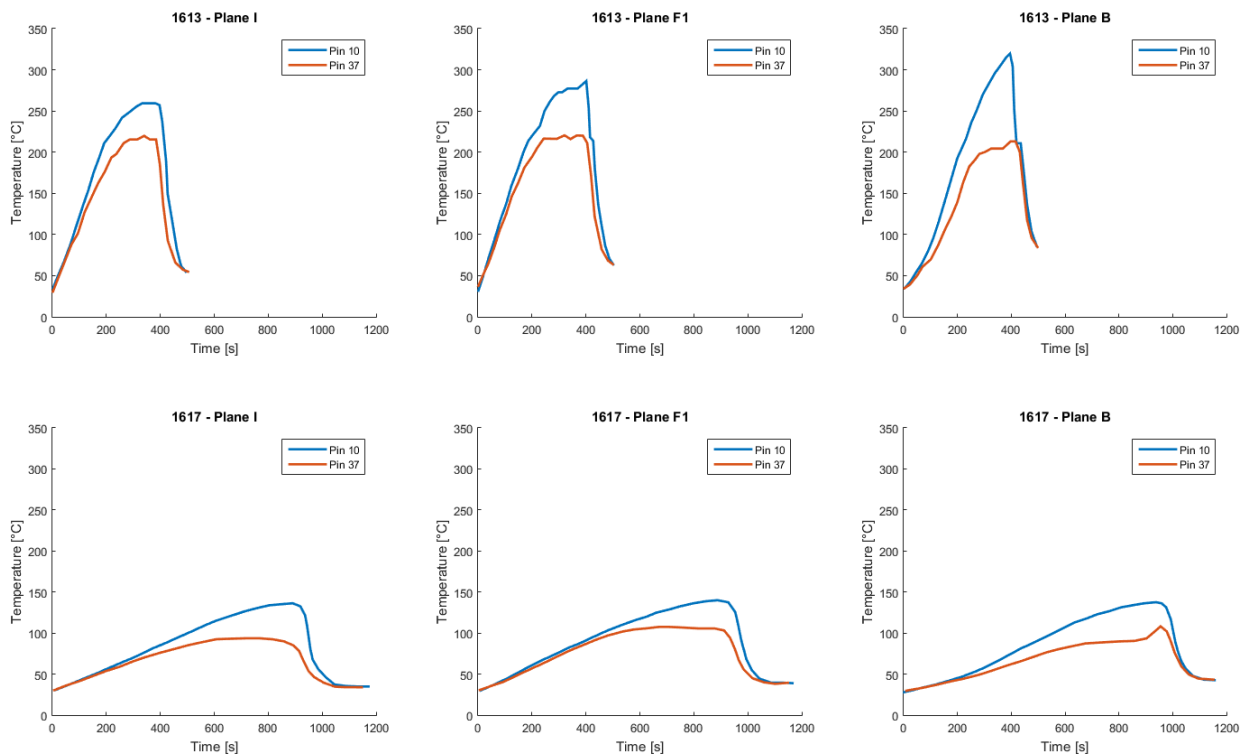 1613 - Plane I
350
300
250
200
150
100
50
0
Temperature [°C]
Pin 10
Pin 37
0 200 400 600 800 1000 1200
Time [s]
1613 - Plane F1
350
300
250
200
150
100
50
0
Temperature [°C]
Pin 10
Pin 37
0 200 400 600 800 1000 1200
Time [s]
1613 - Plane B
350
300
250
200
150
100
50
0
Temperature [°C]
Pin 10
Pin 37
0 200 400 600 800 1000 1200
Time [s]
1617 - Plane I
350
300
250
200
150
100
50
0
Temperature [°C]
Pin 10
Pin 37
0 200 400 600 800 1000 1200
Time [s]
1617 - Plane F1
350
300
250
200
150
100
50
0
Temperature [°C]
Pin 10
Pin 37
0 200 400 600 800 1000 1200
Time [s]
1617 - Plane B
350
300
250
200
150
100
50
0
Temperature [°C]
Pin 10
Pin 37
0 200 400 600 800 1000 1200
Time [s]